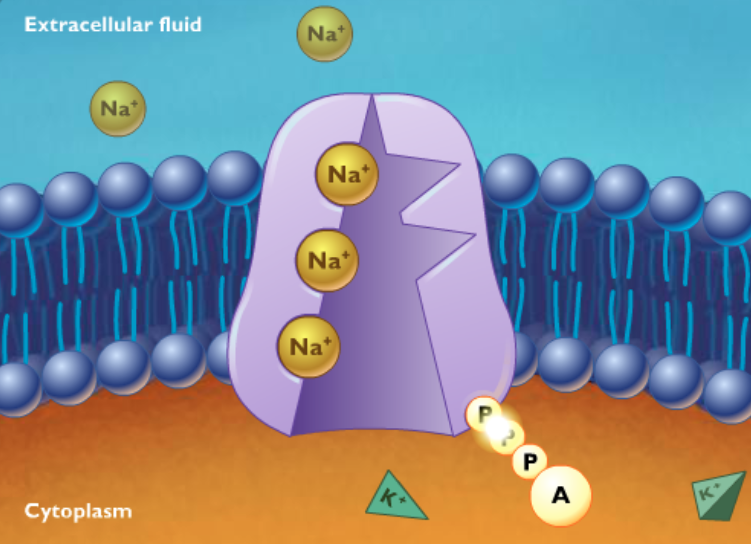 Extracellular fluid
Na⁺
Na⁺
Na⁺
Na⁺
Na⁺
P
P
P
A
K⁺
K⁺
Cytoplasm